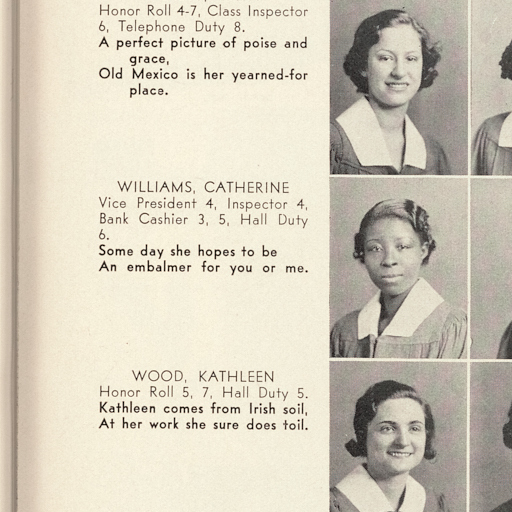 Honor Roll 4-7, Class Inspector
6, Telephone Duty 8.
A perfect picture of poise and
grace,
Old Mexico is her yearned-for
place.
WILLIAMS, CATHERINE
Vice President 4, Inspector 4,
Bank Cashier 3, 5, Hall Duty
6.
Some day she hopes to be
An embalmer for you or me.
WOOD, KATHLEEN
Honor Roll 5, 7, Hall Duty 5.
Kathleen comes from Irish soil,
At her work she sure does toil.